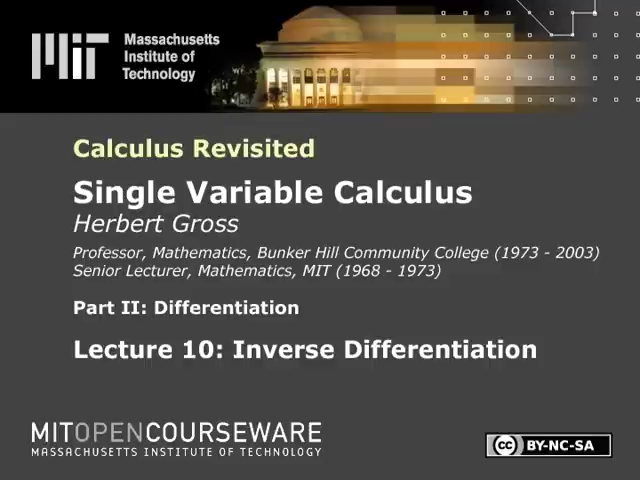 MIT
Massachusetts
Institute of
Technology
Calculus Revisited
Single Variable Calculus
Herbert Gross
Professor, Mathematics, Bunker Hill Community College (1973 - 2003)
Senior Lecturer, Mathematics, MIT (1968 - 1973)
Part II: Differentiation
Lecture 10: Inverse Differentiation
MITOPENCOURSEWARE
MASSACHUSETTS INSTITUTE OF TECHNOLOGY
cc BY-NC-SA